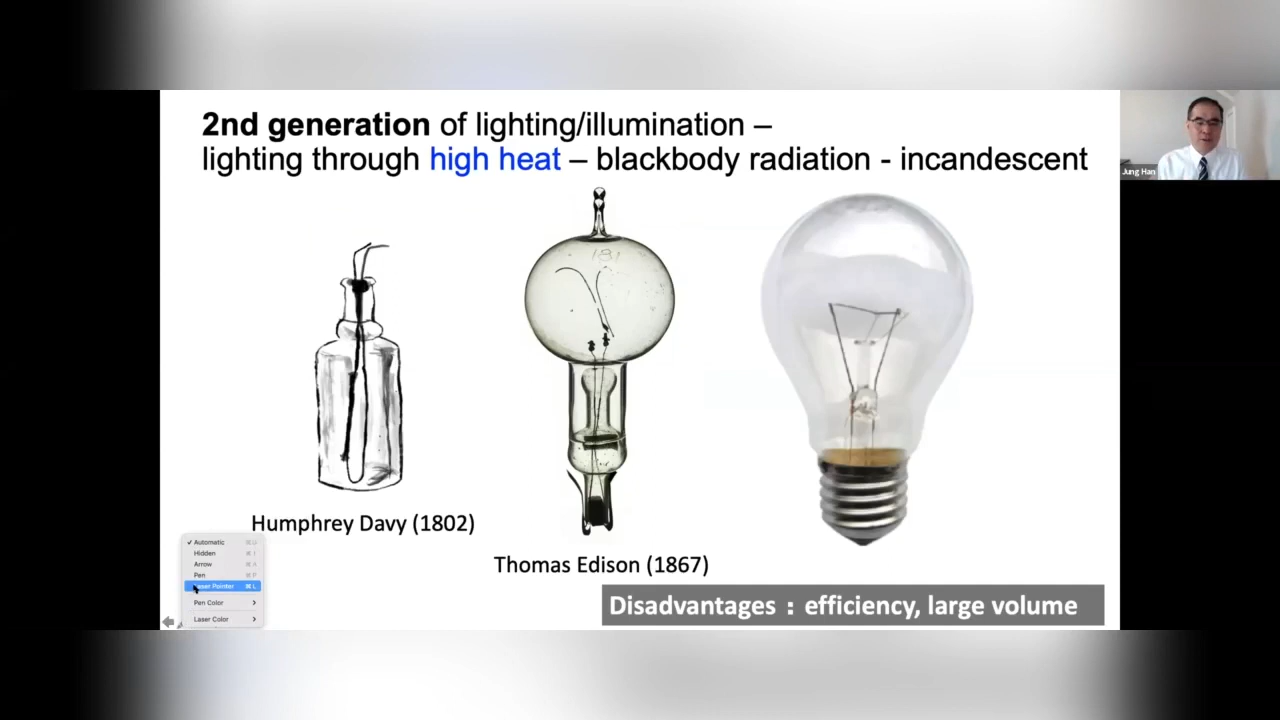 2nd generation of lighting/illumination –
lighting through high heat – blackbody radiation - incandescent
Jung Han
181
Humphrey Davy (1802)
Thomas Edison (1867)
✓ Automatic
Hidden
Arrow ⌘ A
Pen ⌘ P
Laser Pointer ⌘ L
Pen Color >
Laser Color >
Disadvantages : efficiency, large volume